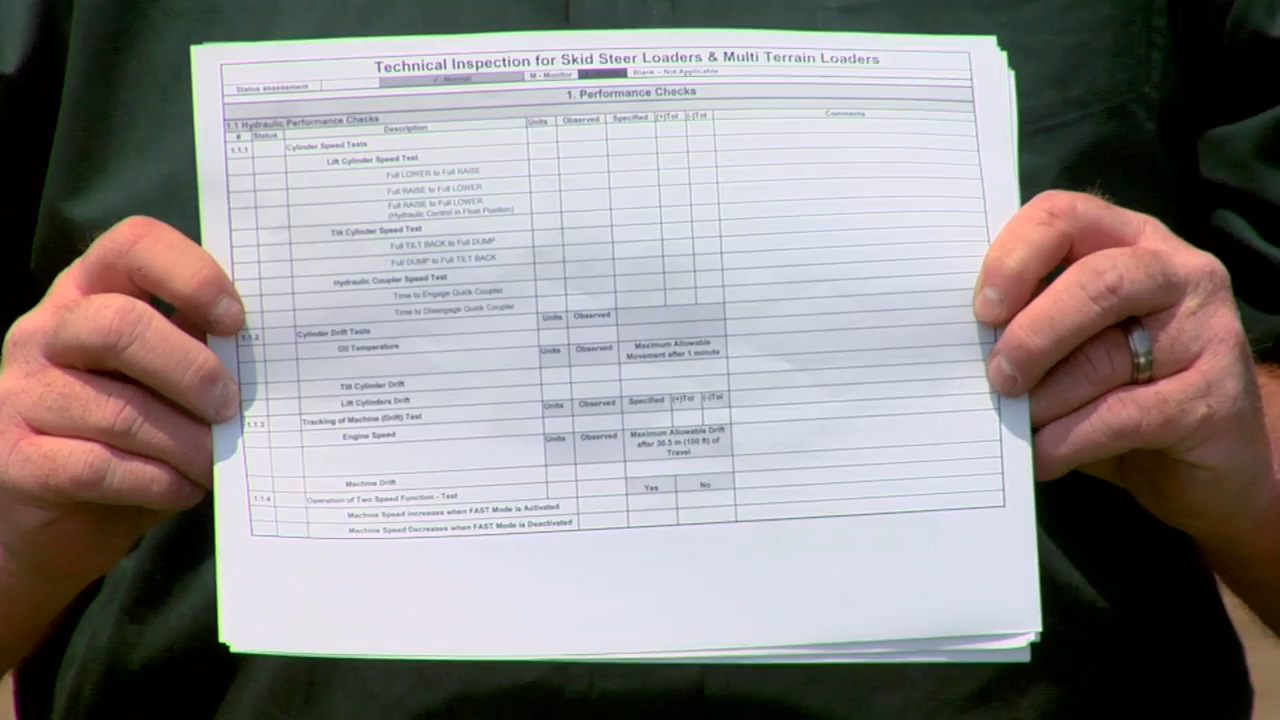 Technical Inspection for Skid Steer Loaders & Multi Terrain Loaders
Status assessment ✓ - Normal M - Monitor Blank - Not Applicable
1. Performance Checks
1.1 Hydraulic Performance Checks
# Status Description Units Observed Specified (+)Tol (-)Tol Comments
1.1.1 Cylinder Speed Tests
Lift Cylinder Speed Test
Full LOWER to Full RAISE
Full RAISE to Full LOWER
Full RAISE to Full LOWER
(Hydraulic Control in Float Position)
Tilt Cylinder Speed Test
Full TILT BACK to Full DUMP
Full DUMP to Full TILT BACK
Hydraulic Coupler Speed Test
Time to Engage Quick Coupler
Time to Disengage Quick Coupler
1.1.2 Cylinder Drift Tests Units Observed
Oil Temperature
Units Observed Maximum Allowable
Movement after 1 minute
Tilt Cylinder Drift
Lift Cylinders Drift
1.1.3 Tracking of Machine (Drift) Test Units Observed Specified (+)Tol (-)Tol
Engine Speed
Units Observed Maximum Allowable Drift
after 30.5 m (100 ft) of
Travel
Machine Drift
1.1.4 Operation of Two Speed Function - Test Yes No
Machine Speed Increases when FAST Mode is Activated
Machine Speed Decreases when FAST Mode is Deactivated